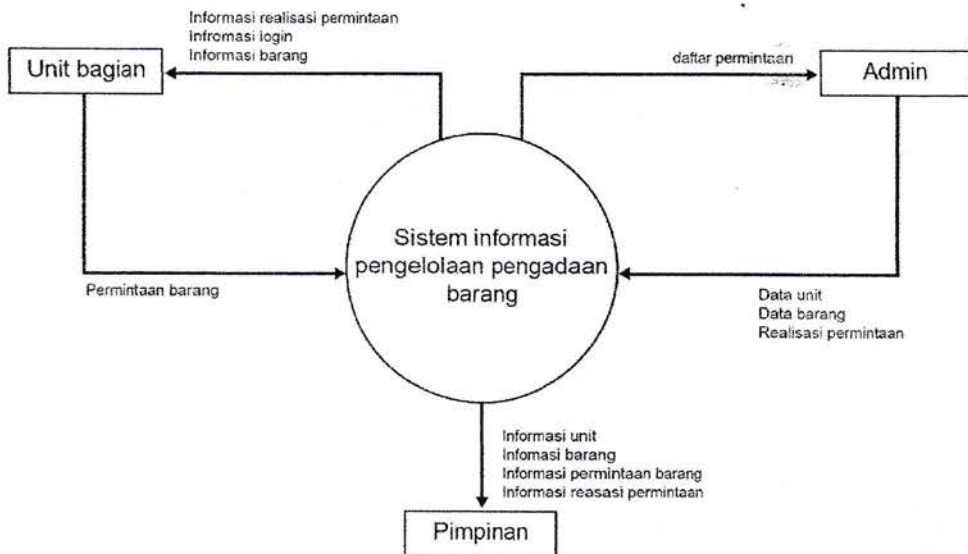 Informasi realisasi permintaan
Infromasi login
Informasi barang
Unit bagian
daftar permintaan
Admin
Sistem informasi
pengelolaan pengadaan
barang
Permintaan barang
Data unit
Data barang
Realisasi permintaan
Informasi unit
Infomasi barang
Informasi permintaan barang
Informasi reasasi permintaan
Pimpinan